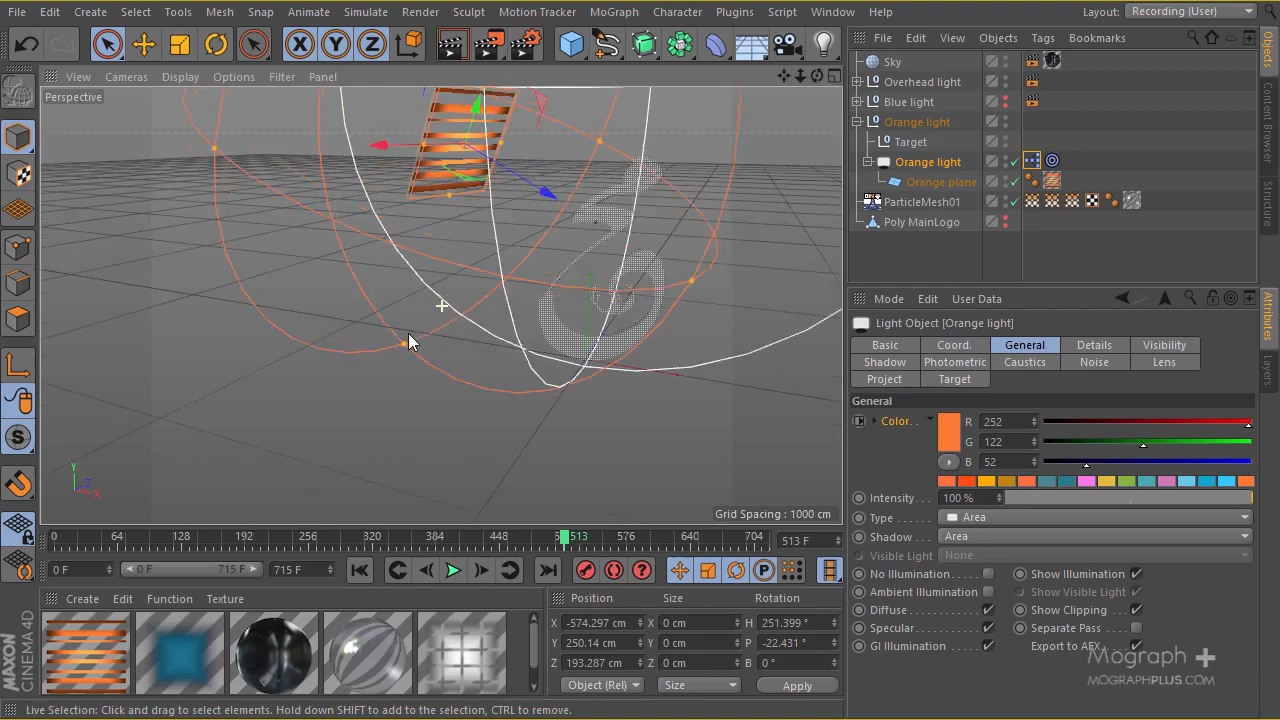 File Edit Create Select Tools Mesh Snap Animate Simulate Render Sculpt Motion Tracker MoGraph Character Plugins Script Window Help Layout: Recording (User)
File Edit View Objects Tags Bookmarks
View Cameras Display Options Filter Panel
Perspective
Sky
Overhead light
Blue light
Orange light
Target
Orange light
Orange plane
ParticleMesh01
Poly MainLogo
Objects
Content Browser
Structure
Mode Edit User Data
Attributes
Layers
Light Object [Orange light]
Basic Coord. General Details Visibility
Shadow Photometric Caustics Noise Lens
Project Target
General
Color. . R 252
G 122
B 52
Intensity . 100 %
Type . . . . Area
Shadow . . Area
Visible Light None
No Illumination . . . . . Show Illumination
Ambient Illumination Show Visible Light
Diffuse . . . . . . . . . . . Show Clipping
Specular . . . . . . . . . Separate Pass
GI Illumination . . . . . Export to AEX
Y
Z
X
Grid Spacing : 1000 cm
0 64 128 192 256 320 384 448 513 576 640 704 513 F
0 F 0 F 715 F 715 F
Create Edit Function Texture
Position Size Rotation
X -574.297 cm X 0 cm H 251.399 °
Y 250.14 cm Y 0 cm P -22.431 °
Z 193.287 cm Z 0 cm B 0 °
Object (Rel) Size Apply
MAXON CINEMA 4D
Mograph +
MOGRAPHPLUS.COM
Live Selection: Click and drag to select elements. Hold down SHIFT to add to the selection, CTRL to remove.